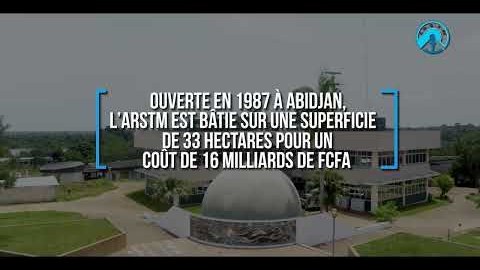 OUVERTE EN 1987 À ABIDJAN,
L'ARSTM EST BÂTIE SUR UNE SUPERFICIE
DE 33 HECTARES POUR UN
COÛT DE 16 MILLIARDS DE FCFA